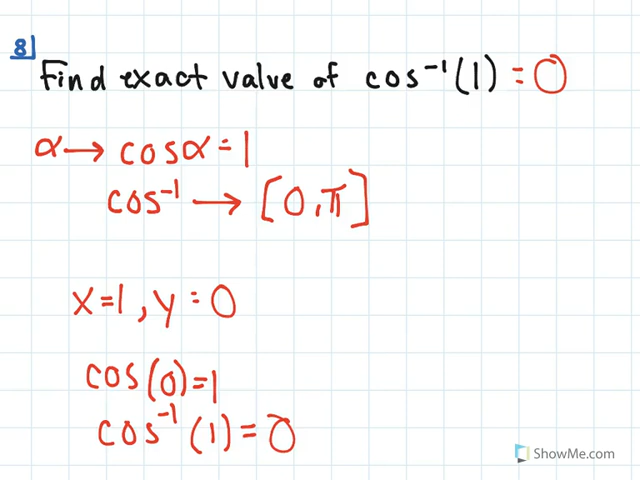 8]
Find exact value of cos⁻¹(1) = 0
α → cosα = 1
cos⁻¹ → [0, π]
x=1, y=0
cos(0)=1
cos⁻¹(1)=0
ShowMe.com